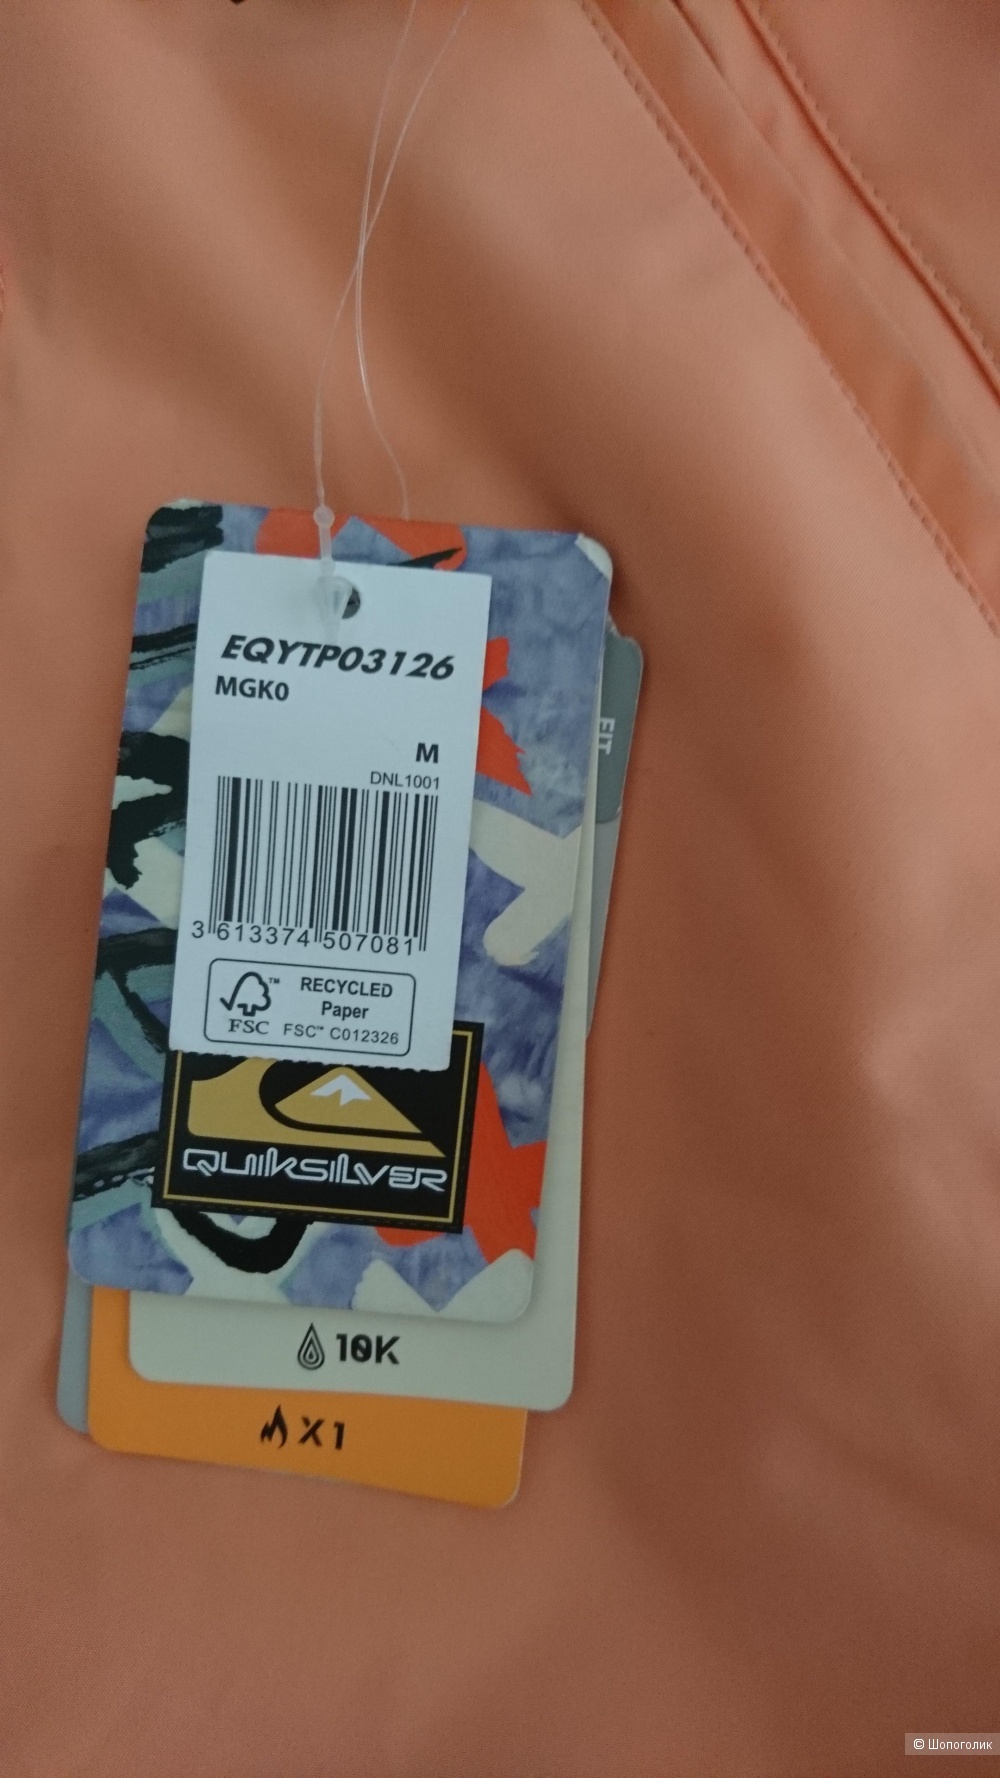 EQYTP03126
MGK0
M
DNL1001
3 613374 507081
FSC
RECYCLED
Paper
FSC™ C012326
QUIKSILVER
10K
X1
FIT
© Шопоголик